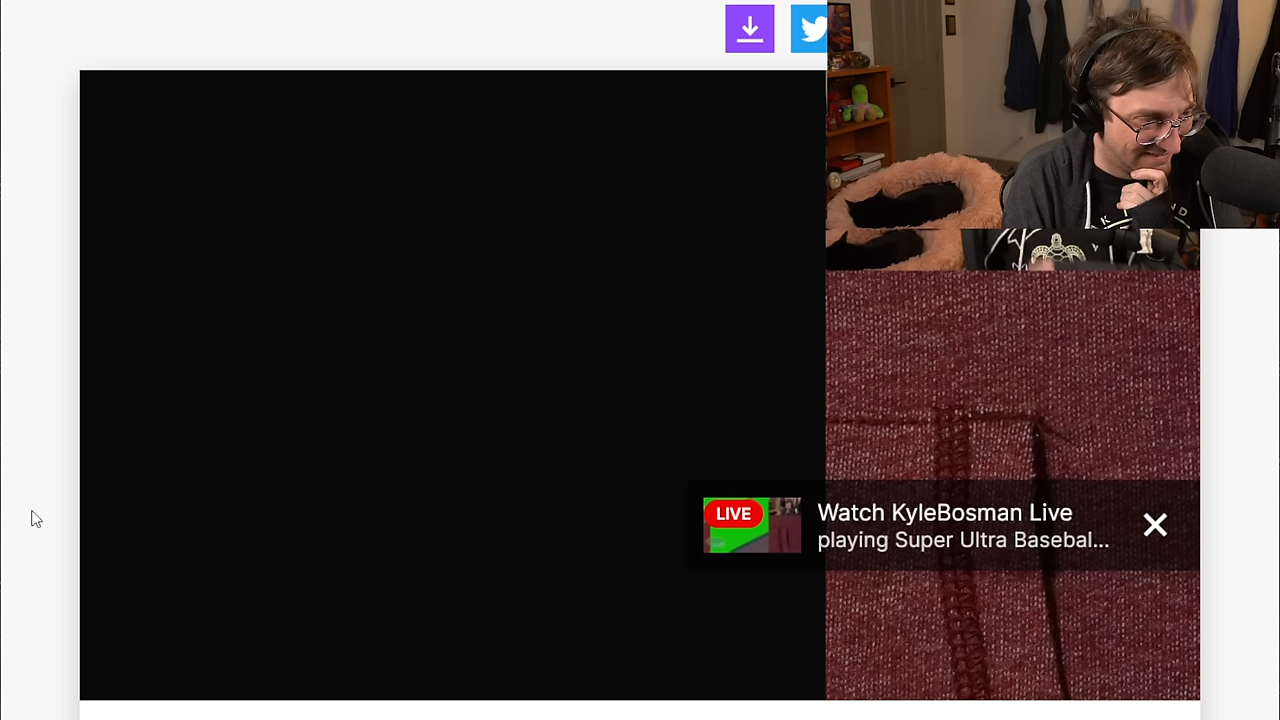 K
N D
LIVE
Watch KyleBosman Live
playing Super Ultra Basebal...